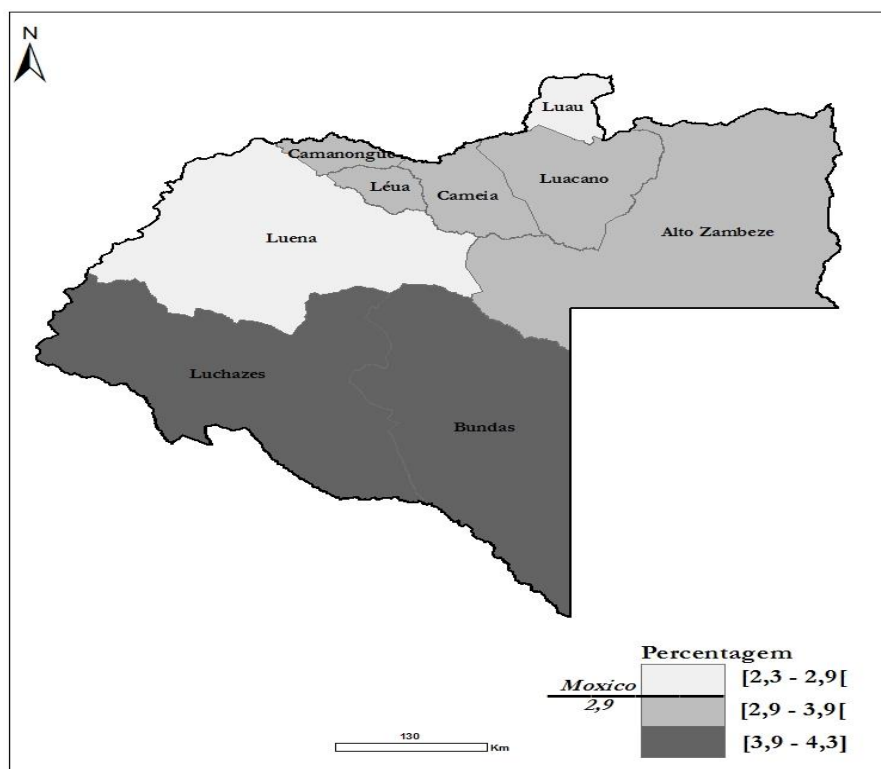 N
Luau
Camanongue
Léua
Cameia
Luacano
Alto Zambeze
Luena
Luchazes
Bundas
Percentagem
Moxico
2,9
[2,3 - 2,9[
[2,9 - 3,9[
[3,9 - 4,3]
130
Km